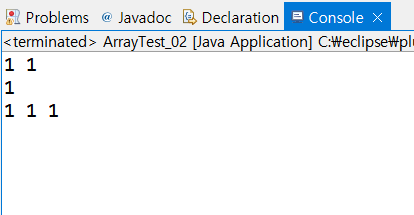 Problems @ Javadoc Declaration Console
<terminated> ArrayTest_02 [Java Application] C:₩eclipse₩plu
1 1
1
1 1 1